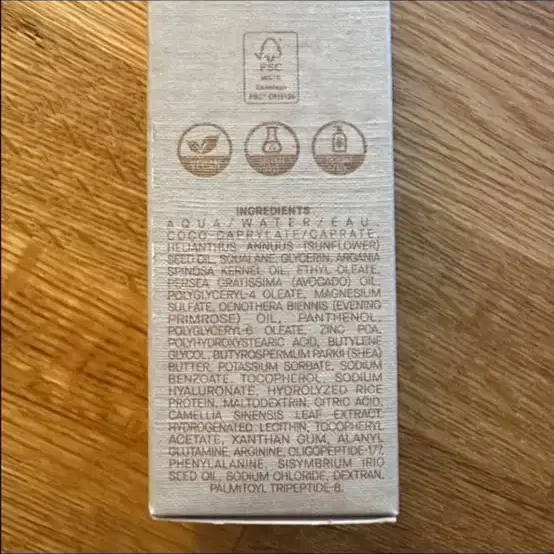 FSC
MIX
INGREDIENTS
AQUA/WATER/EAU,
COCO-CAPRYLATE/CAPRATE,
HELIANTHUS ANNUUS (SUNFLOWER)
SEED OIL, SQUALANE, GLYCERIN, ARGANIA
SPINOSA KERNEL OIL, ETHYL OLEATE,
PERSEA GRATISSIMA (AVOCADO) OIL,
POLYGLYCERYL-4 OLEATE, MAGNESIUM
SULFATE, OENOTHERA BIENNIS (EVENING
PRIMROSE) OIL, PANTHENOL,
POLYGLYCERYL-6 OLEATE, ZINC PCA,
POLYHYDROXYSTEARIC ACID, BUTYLENE
GLYCOL, BUTYROSPERMUM PARKII (SHEA)
BUTTER, POTASSIUM SORBATE, SODIUM
BENZOATE, TOCOPHEROL, SODIUM
HYALURONATE, HYDROLYZED RICE
PROTEIN, MALTODEXTRIN, CITRIC ACID,
CAMELLIA SINENSIS LEAF EXTRACT,
HYDROGENATED LECITHIN, TOCOPHERYL
ACETATE, XANTHAN GUM, ALANYL
GLUTAMINE, ARGININE, OLIGOPEPTIDE-177,
PHENYLALANINE, SISYMBRIUM IRIO
SEED OIL, SODIUM CHLORIDE, DEXTRAN,
PALMITOYL TRIPEPTIDE-8.